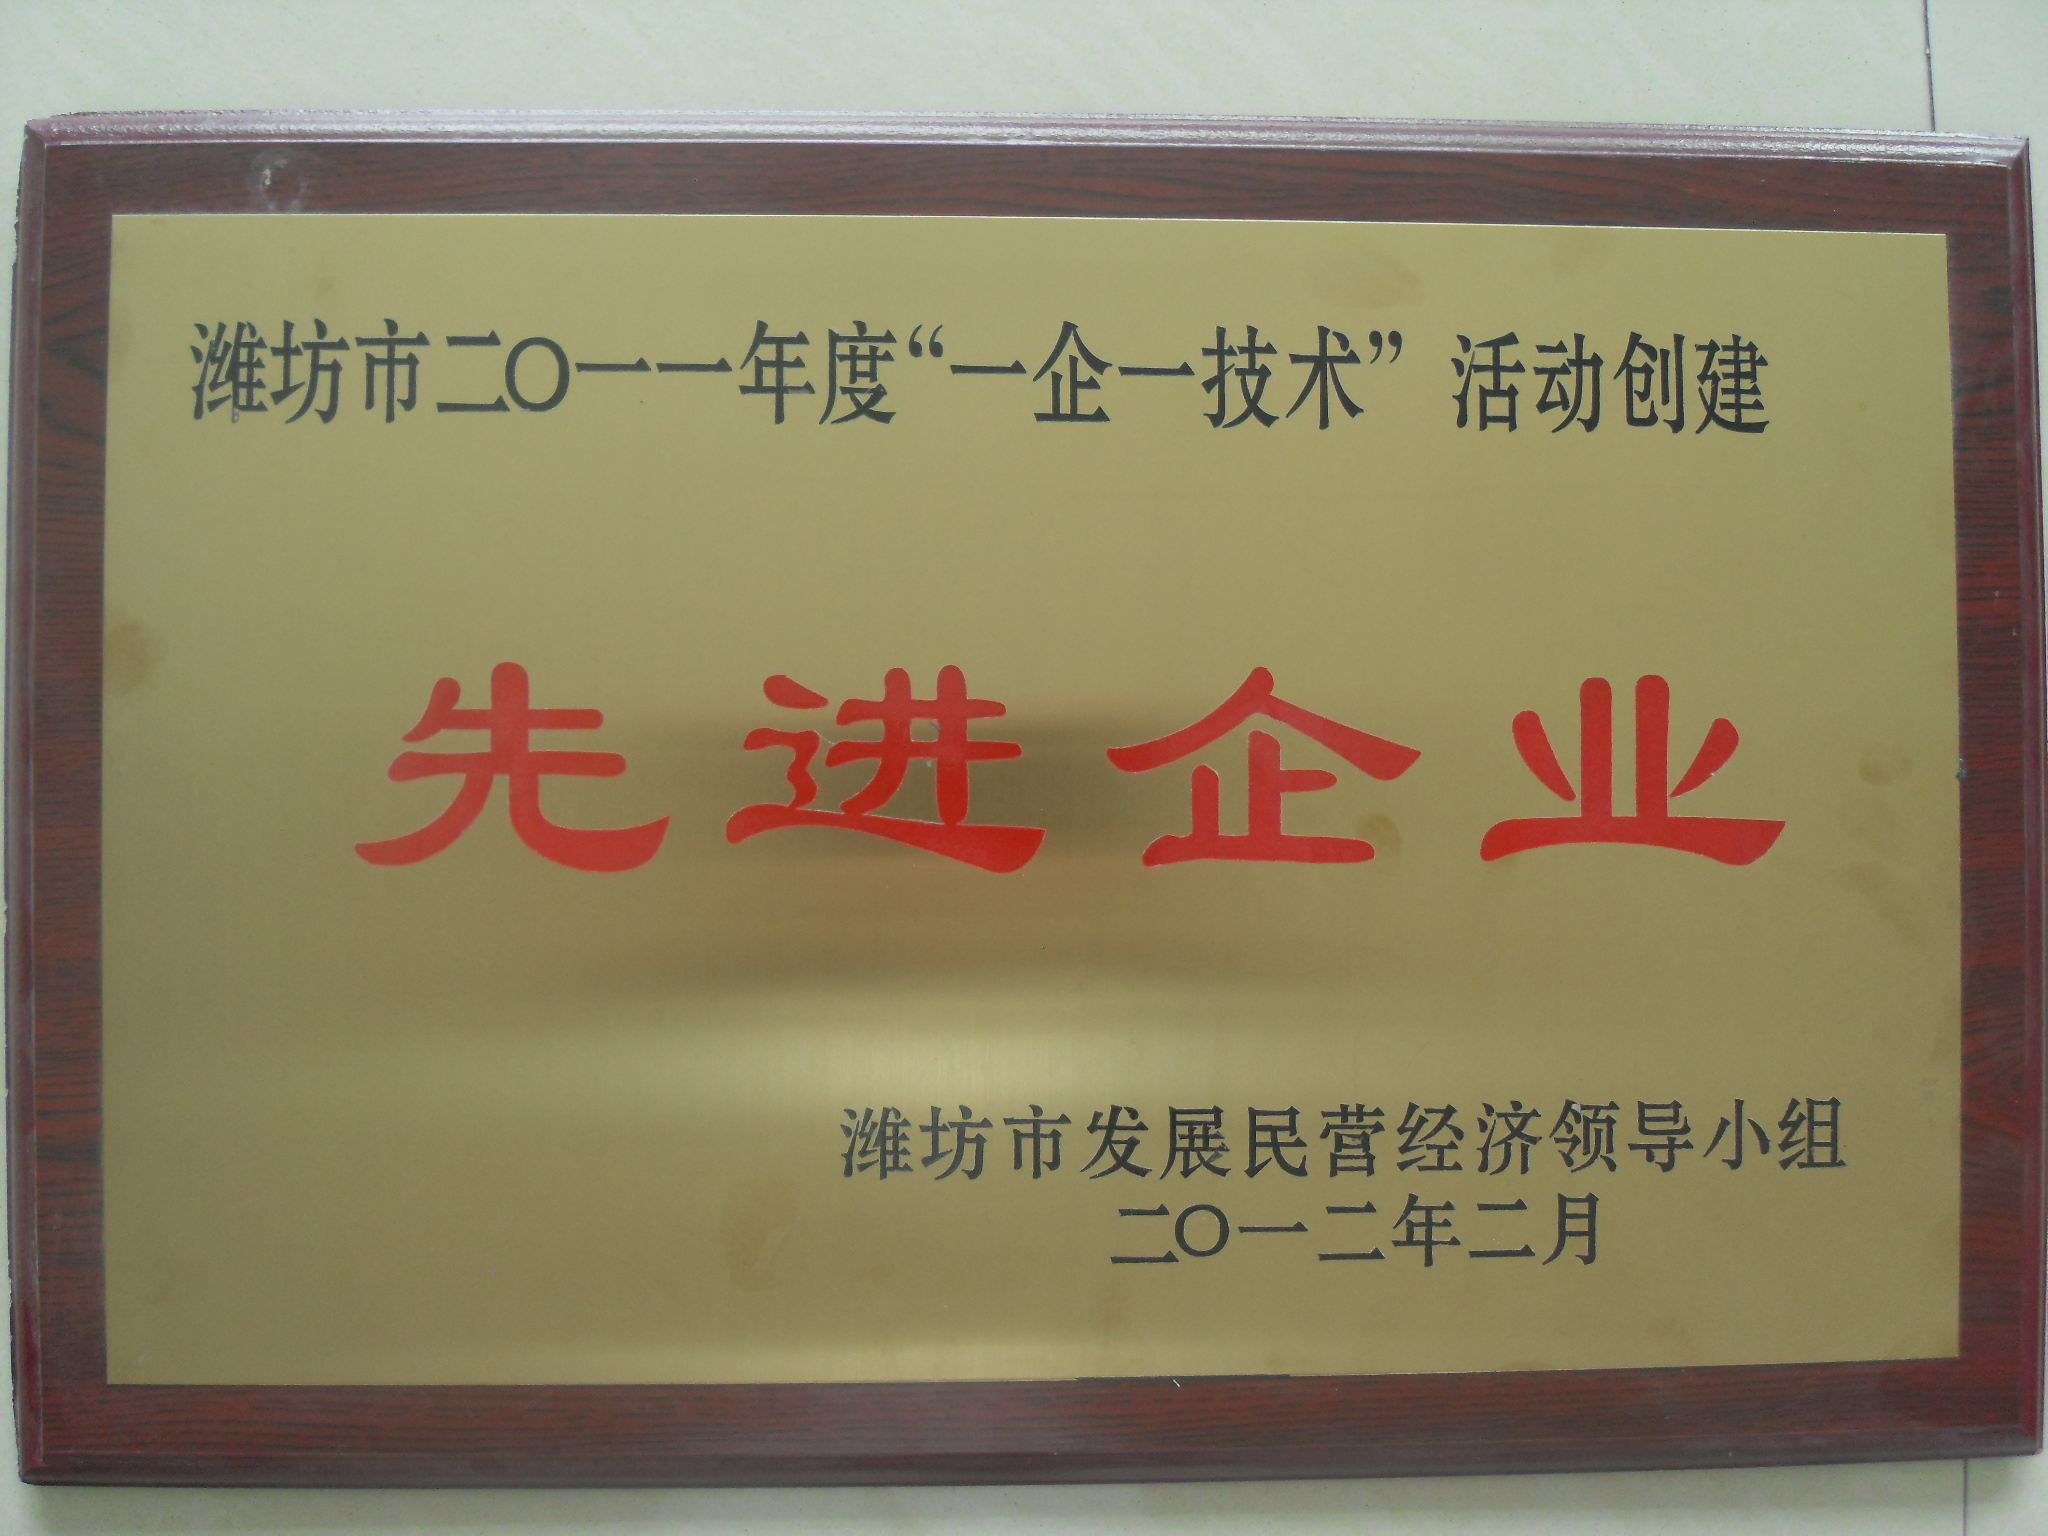 潍坊市二〇一一年度“一企一技术”活动创建
先进企业
潍坊市发展民营经济领导小组
二〇一二年二月